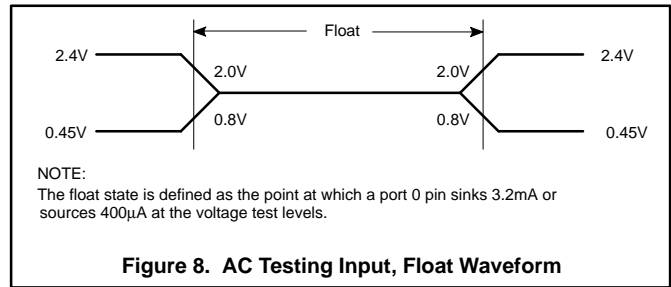 Float
2.4V 2.4V
2.0V 2.0V
0.8V 0.8V
0.45V 0.45V
NOTE:
The float state is defined as the point at which a port 0 pin sinks 3.2mA or
sources 400µA at the voltage test levels.
Figure 8. AC Testing Input, Float Waveform